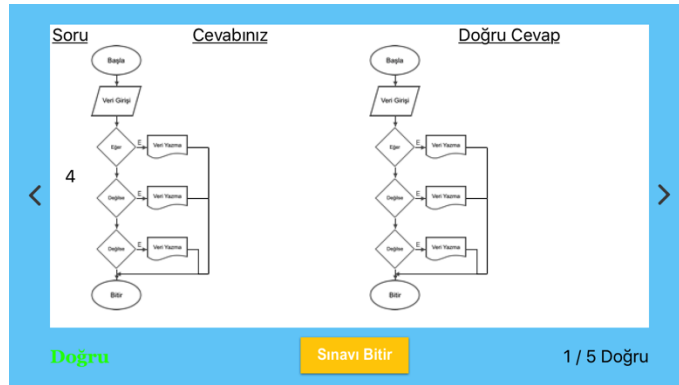 Soru Cevabınız Doğru Cevap
Başla Başla
Veri Girişi Veri Girişi
Eğer E Veri Yazma Eğer E Veri Yazma
4
Değilse E Veri Yazma Değilse E Veri Yazma
Değilse E Veri Yazma Değilse E Veri Yazma
Bitir Bitir
Doğru Sınavı Bitir 1 / 5 Doğru